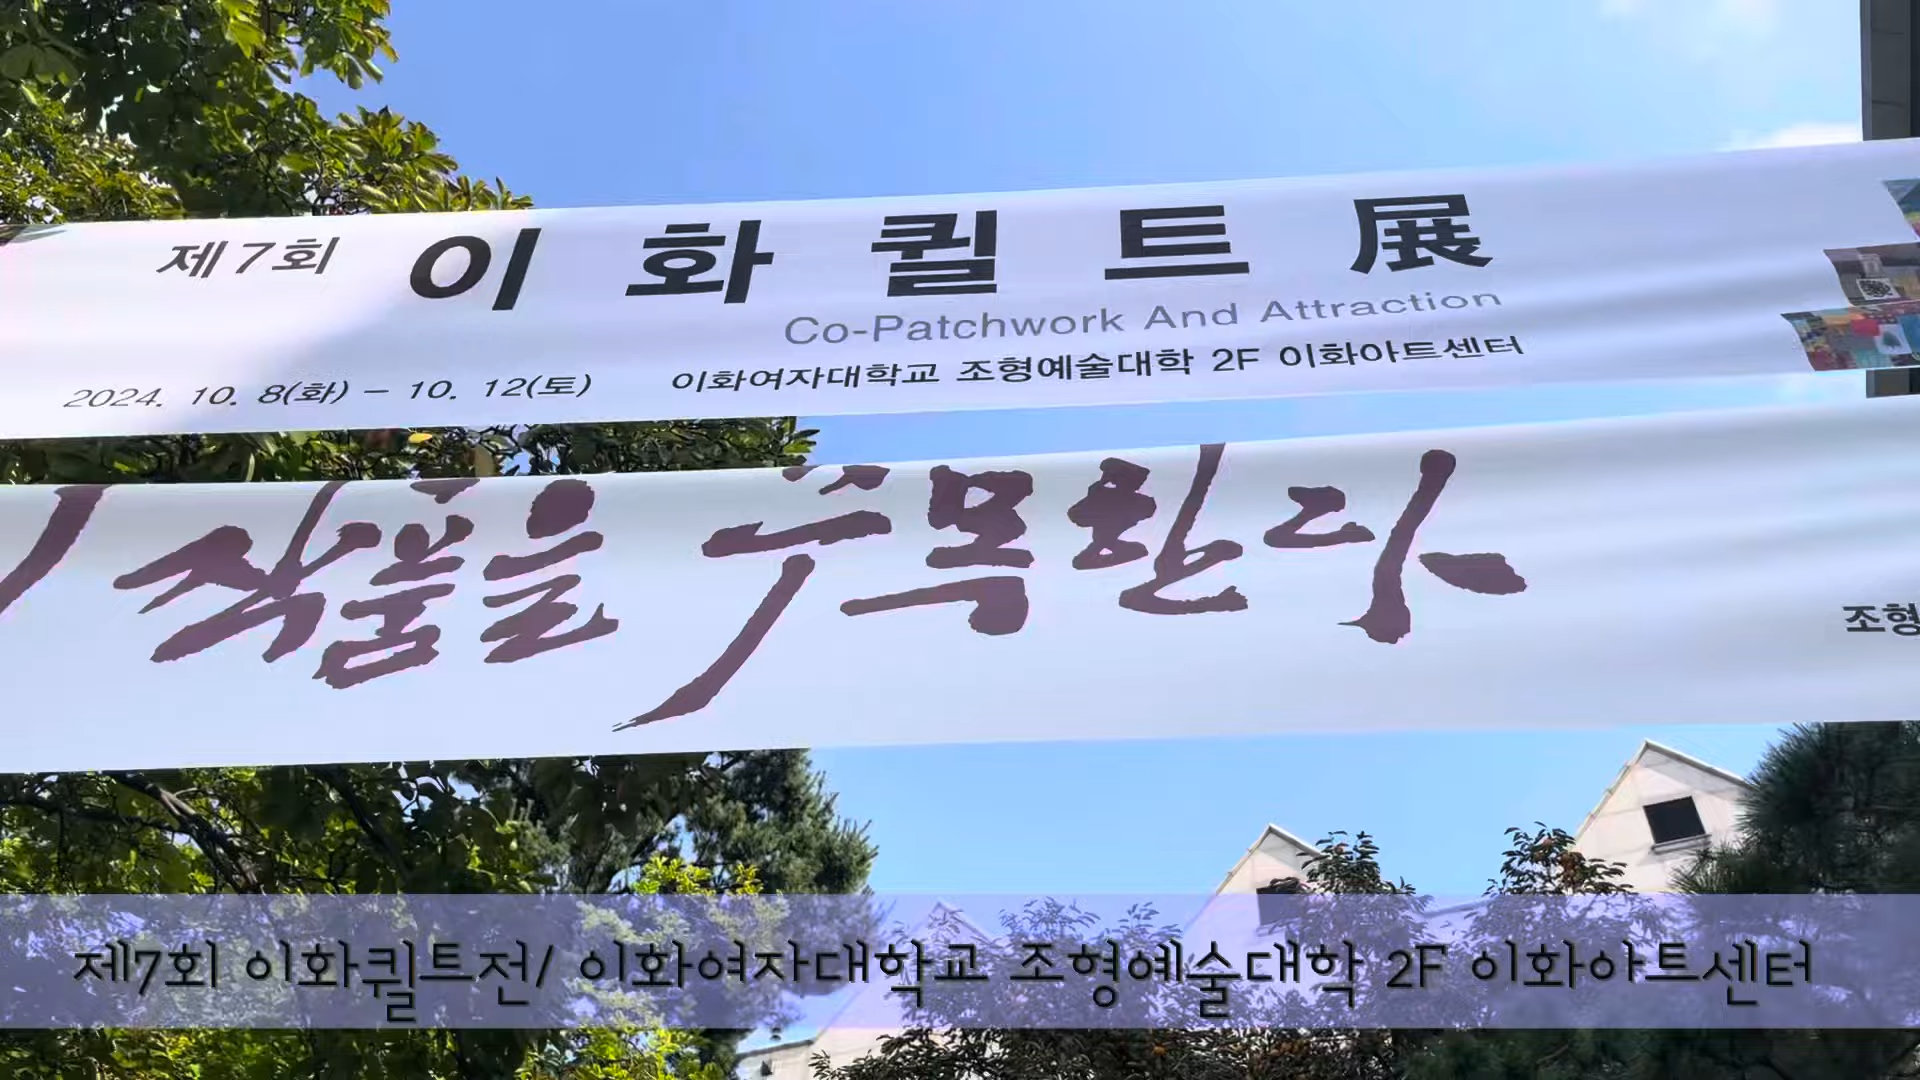 제7회 이화퀼트展
Co-Patchwork And Attraction
2024. 10. 8(화) - 10. 12(토) 이화여자대학교 조형예술대학 2F 이화아트센터
작품을 주목한다
조형
제7회 이화퀼트전/ 이화여자대학교 조형예술대학 2F 이화아트센터